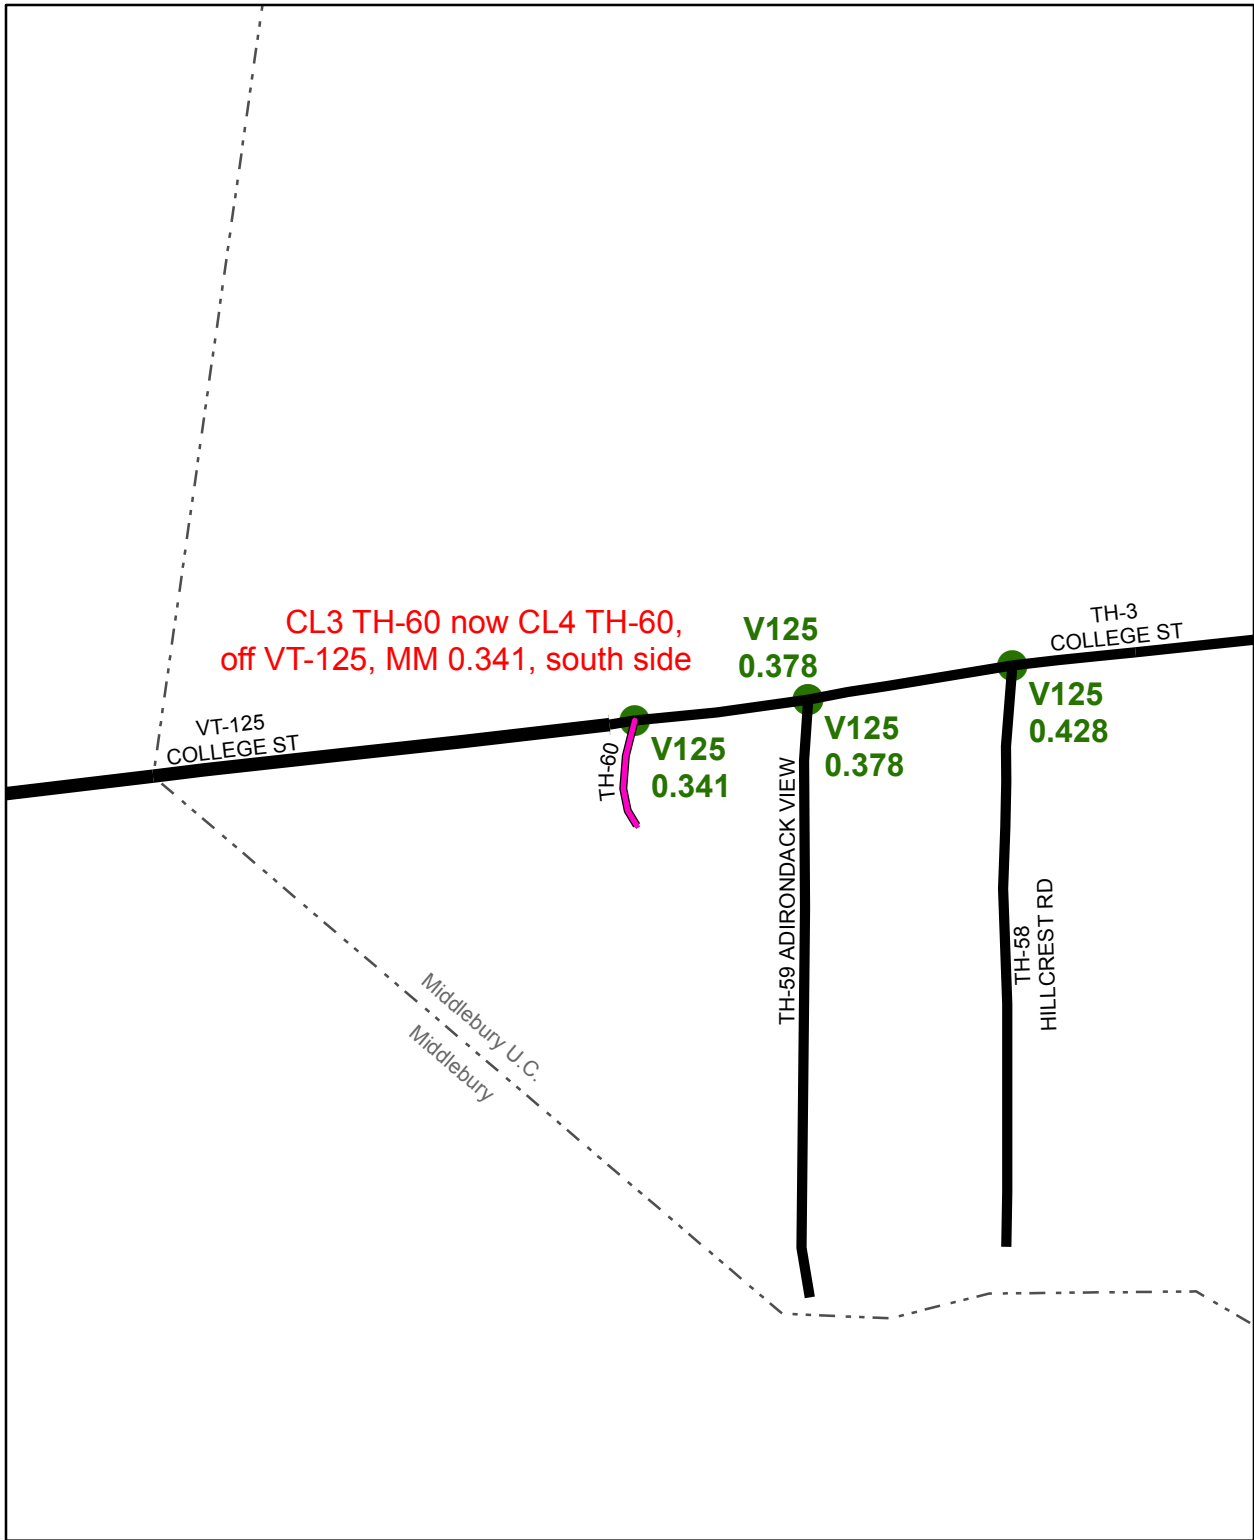 CL3 TH-60 now CL4 TH-60,
off VT-125, MM 0.341, south side
V125
0.378
TH-3
COLLEGE ST
VT-125
COLLEGE ST
TH-60
V125
0.341
V125
0.378
V125
0.428
TH-59 ADIRONDACK VIEW
TH-58
HILLCREST RD
Middlebury U.C.
Middlebury